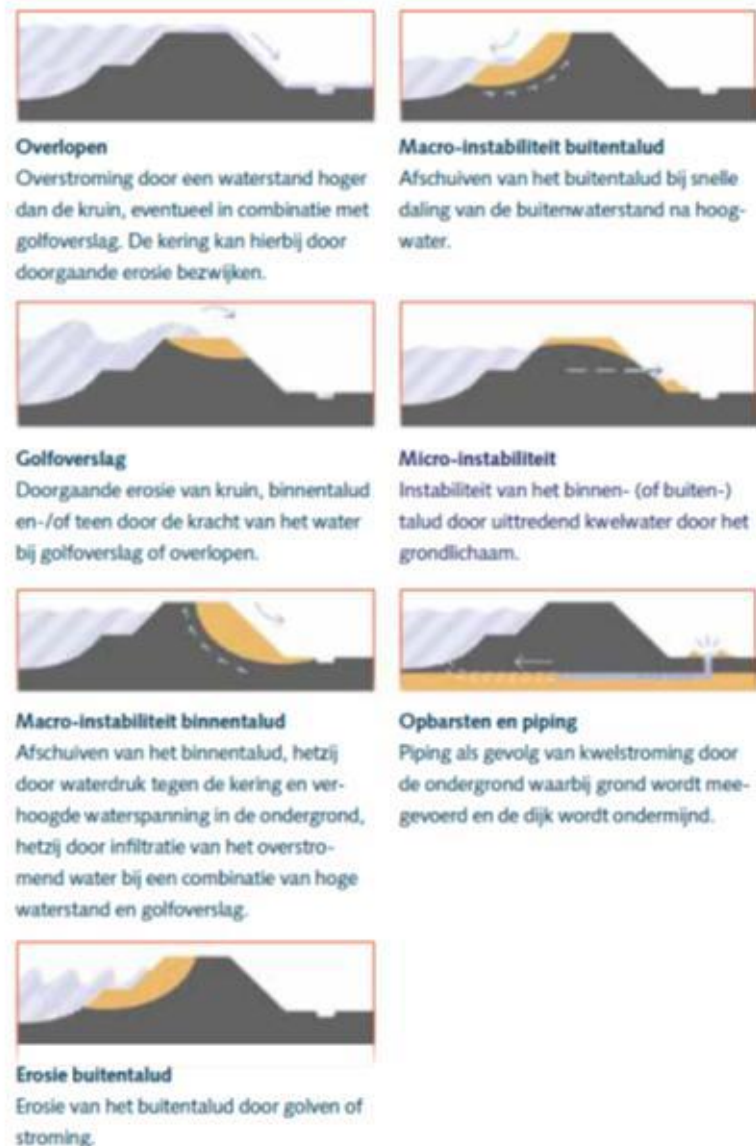 Overlopen
Overstroming door een waterstand hoger
dan de kruin, eventueel in combinatie met
golfoverslag. De kering kan hierbij door
doorgaande erosie bezwijken.
Macro-instabiliteit buitentalud
Afschuiven van het buitentalud bij snelle
daling van de buitenwaterstand na hoog-
water.
Golfoverslag
Doorgaande erosie van kruin, binnentalud
en-/of teen door de kracht van het water
bij golfoverslag of overlopen.
Micro-instabiliteit
Instabiliteit van het binnen- (of buiten-)
talud door uittredend kwelwater door het
grondlichaam.
Macro-instabiliteit binnentalud
Afschuiven van het binnentalud, hetzij
door waterdruk tegen de kering en ver-
hoogde waterspanning in de ondergrond,
hetzij door infiltratie van het overstro-
mend water bij een combinatie van hoge
waterstand en golfoverslag.
Opbarsten en piping
Piping als gevolg van kwelstroming door
de ondergrond waarbij grond wordt mee-
gevoerd en de dijk wordt ondermijnd.
Erosie buitentalud
Erosie van het buitentalud door golven of
stroming.